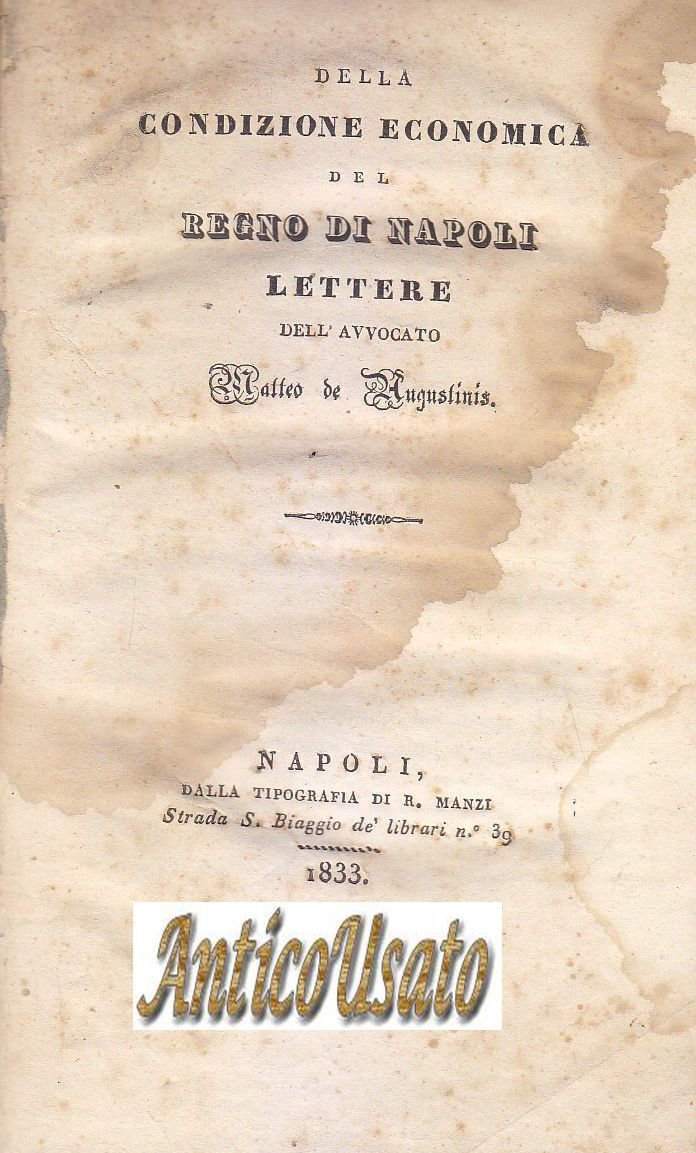 DELLA
CONDIZIONE ECONOMICA
DEL
REGNO DI NAPOLI
LETTERE
DELL' AVVOCATO
Matteo de Augustinis.
NAPOLI,
DALLA TIPOGRAFIA DI R. MANZI
Strada S. Biaggio de' librari n.° 39
1833.
AnticoUsato